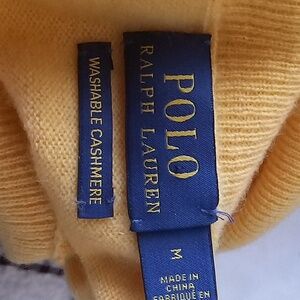 WASHABLE CASHMERE
POLO
RALPH LAUREN
M
MADE IN
CHINA
FABRIQUÉ EN